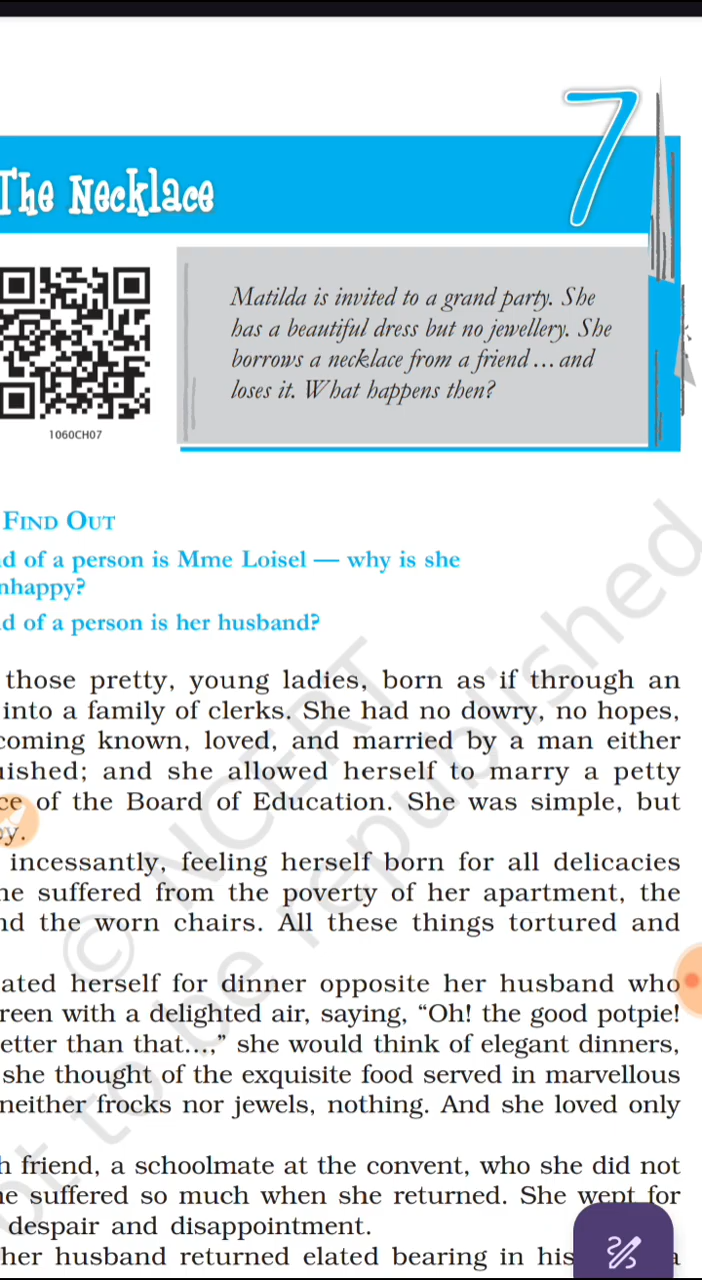 7
The Necklace
Matilda is invited to a grand party. She
has a beautiful dress but no jewellery. She
borrows a necklace from a friend...and
loses it. What happens then?
1060CH07
FIND OUT
d of a person is Mme Loisel — why is she
nhappy?
d of a person is her husband?
those pretty, young ladies, born as if through an
into a family of clerks. She had no dowry, no hopes,
coming known, loved, and married by a man either
uished; and she allowed herself to marry a petty
ce of the Board of Education. She was simple, but
py.
incessantly, feeling herself born for all delicacies
he suffered from the poverty of her apartment, the
nd the worn chairs. All these things tortured and
ated herself for dinner opposite her husband who
reen with a delighted air, saying, “Oh! the good potpie!
etter than that...,” she would think of elegant dinners,
she thought of the exquisite food served in marvellous
neither frocks nor jewels, nothing. And she loved only
h friend, a schoolmate at the convent, who she did not
he suffered so much when she returned. She wept for
despair and disappointment.
her husband returned elated bearing in his a
© NCERT
not to be republished